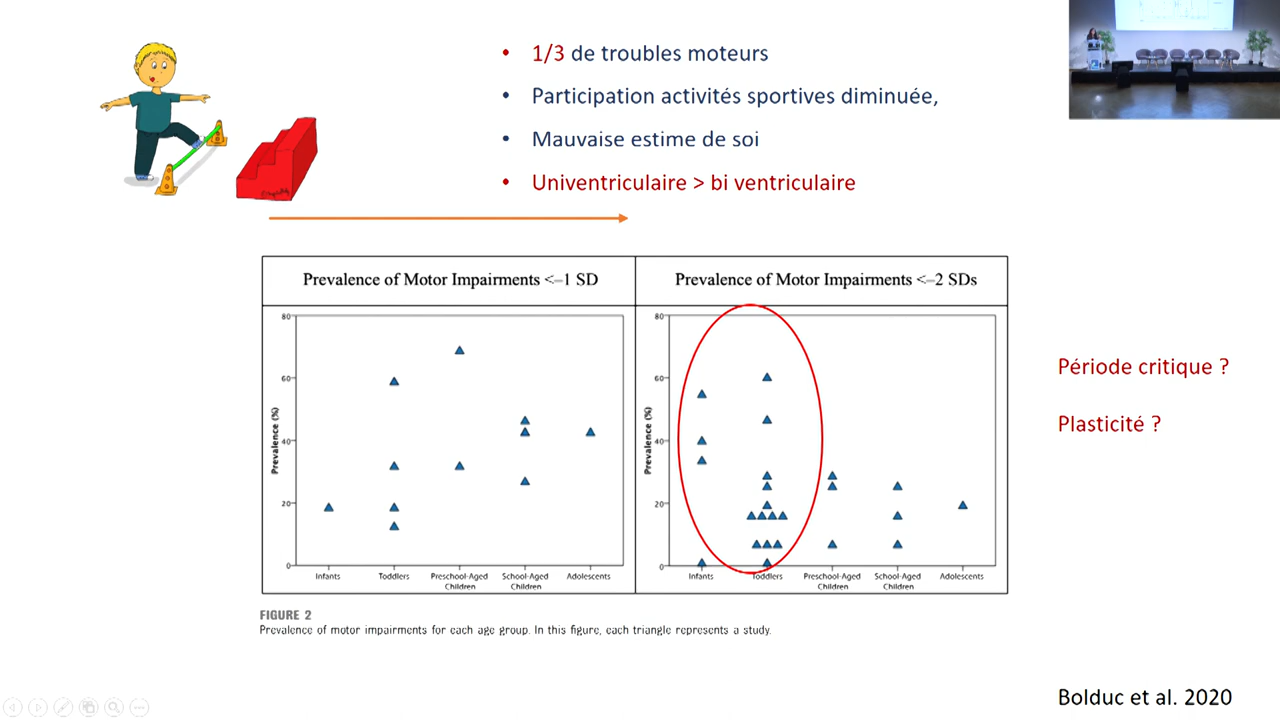 1/3 de troubles moteurs
Participation activités sportives diminuée,
Mauvaise estime de soi
Univentriculaire > bi ventriculaire
Prevalence of Motor Impairments <–1 SD
Prevalence of Motor Impairments <–2 SDs
Prevalence (%)
80
60
40
20
0
Infants
Toddlers
Preschool-Aged
Children
School-Aged
Children
Adolescents
Prevalence (%)
80
60
40
20
0
Infants
Toddlers
Preschool-Aged
Children
School-Aged
Children
Adolescents
Période critique ?
Plasticité ?
FIGURE 2
Prevalence of motor impairments for each age group. In this figure, each triangle represents a study.
Bolduc et al. 2020